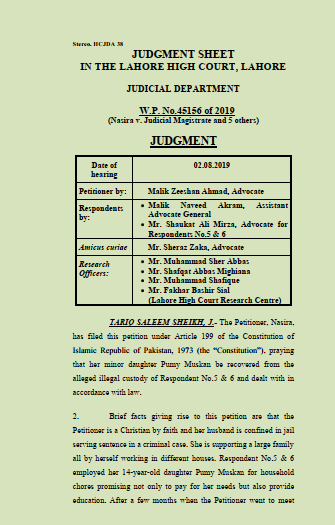 Stereo. HCJDA 38
JUDGMENT SHEET
IN THE LAHORE HIGH COURT, LAHORE
JUDICIAL DEPARTMENT
W.P. No.45156 of 2019
(Nasira v. Judicial Magistrate and 5 others)
JUDGMENT
Date of hearing 02.08.2019
Petitioner by: Malik Zeeshan Ahmad, Advocate
Respondents by: • Malik Naveed Akram, Assistant
Advocate General
• Mr. Shaukat Ali Mirza, Advocate for
Respondents No.5 & 6
Amicus curiae Mr. Sheraz Zaka, Advocate
Research Officers: • Mr. Muhammad Sher Abbas
• Mr. Shafqat Abbas Mighiana
• Mr. Muhammad Shafique
• Mr. Fakhar Bashir Sial
(Lahore High Court Research Centre)
TARIQ SALEEM SHEIKH, J.- The Petitioner, Nasira,
has filed this petition under Article 199 of the Constitution of
Islamic Republic of Pakistan, 1973 (the “Constitution”), praying
that her minor daughter Pumy Muskan be recovered from the
alleged illegal custody of Respondent No.5 & 6 and dealt with in
accordance with law.
2. Brief facts giving rise to this petition are that the
Petitioner is a Christian by faith and her husband is confined in jail
serving sentence in a criminal case. She is supporting a large family
all by herself working in different houses. Respondent No.5 & 6
employed her 14-year-old daughter Pumy Muskan for household
chores promising not only to pay for her needs but also provide
education. After a few months when the Petitioner went to meet